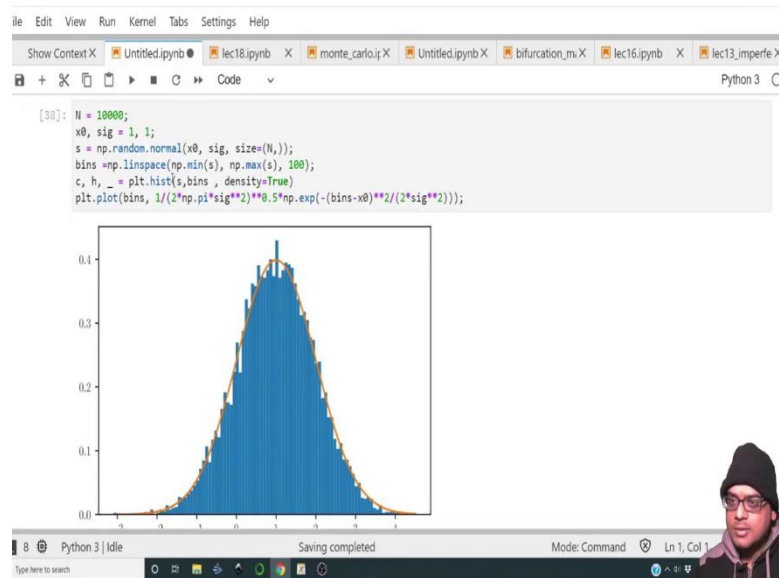 ile Edit View Run Kernel Tabs Settings Help
Show Context X Untitled.ipynb lec18.ipynb X monte_carlo.ip X Untitled.ipynb X bifurcation_m X lec16.ipynb X lec13_imperfe X
Code Python 3
[38]: N = 10000;
x0, sig = 1, 1;
s = np.random.normal(x0, sig, size=(N,));
bins =np.linspace(np.min(s), np.max(s), 100);
c, h, _ = plt.hist(s,bins , density=True)
plt.plot(bins, 1/(2*np.pi*sig**2)**0.5*np.exp(-(bins-x0)**2/(2*sig**2)));
0.4
0.3
0.2
0.1
0.0
8 Python 3 | Idle Saving completed Mode: Command Ln 1, Col 1
Type here to search